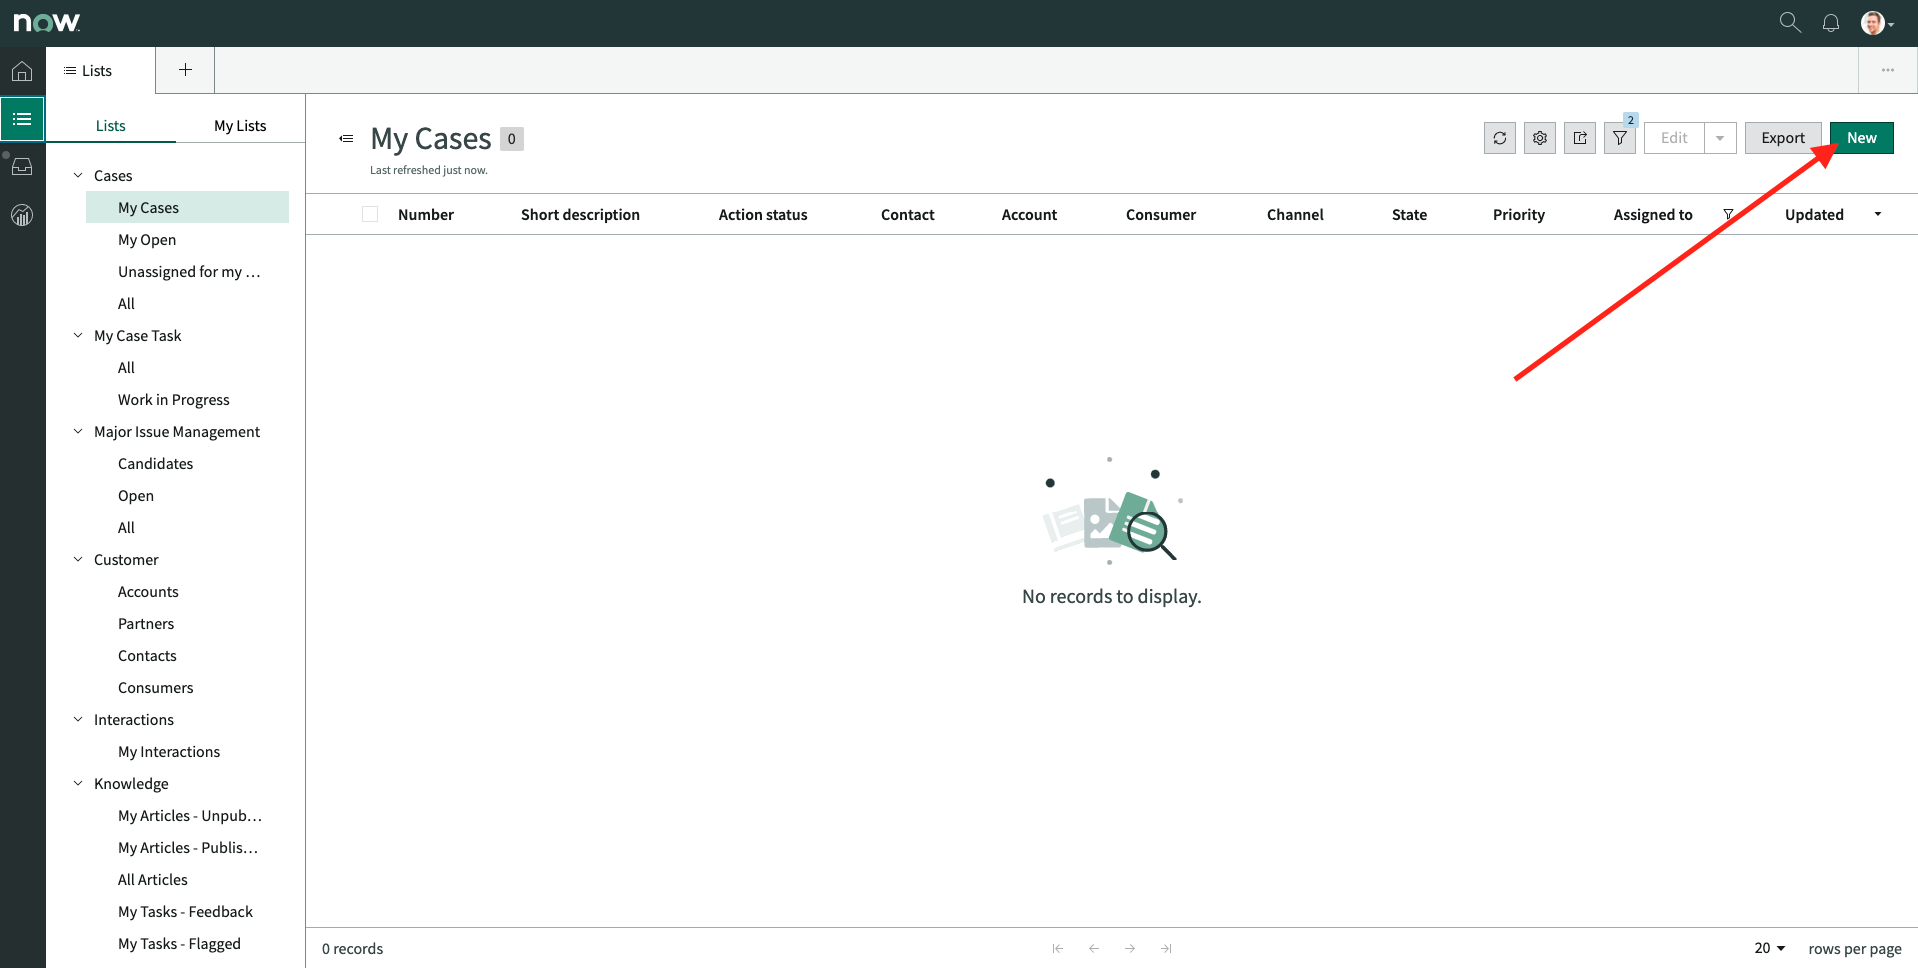 now
Lists
Lists My Lists
Cases
My Cases
My Open
Unassigned for my ...
All
My Case Task
All
Work in Progress
Major Issue Management
Candidates
Open
All
Customer
Accounts
Partners
Contacts
Consumers
Interactions
My Interactions
Knowledge
My Articles - Unpub...
My Articles - Publis...
All Articles
My Tasks - Feedback
My Tasks - Flagged
My Cases 0
Last refreshed just now.
2
Edit Export New
Number Short description Action status Contact Account Consumer Channel State Priority Assigned to Updated
No records to display.
0 records 20 rows per page